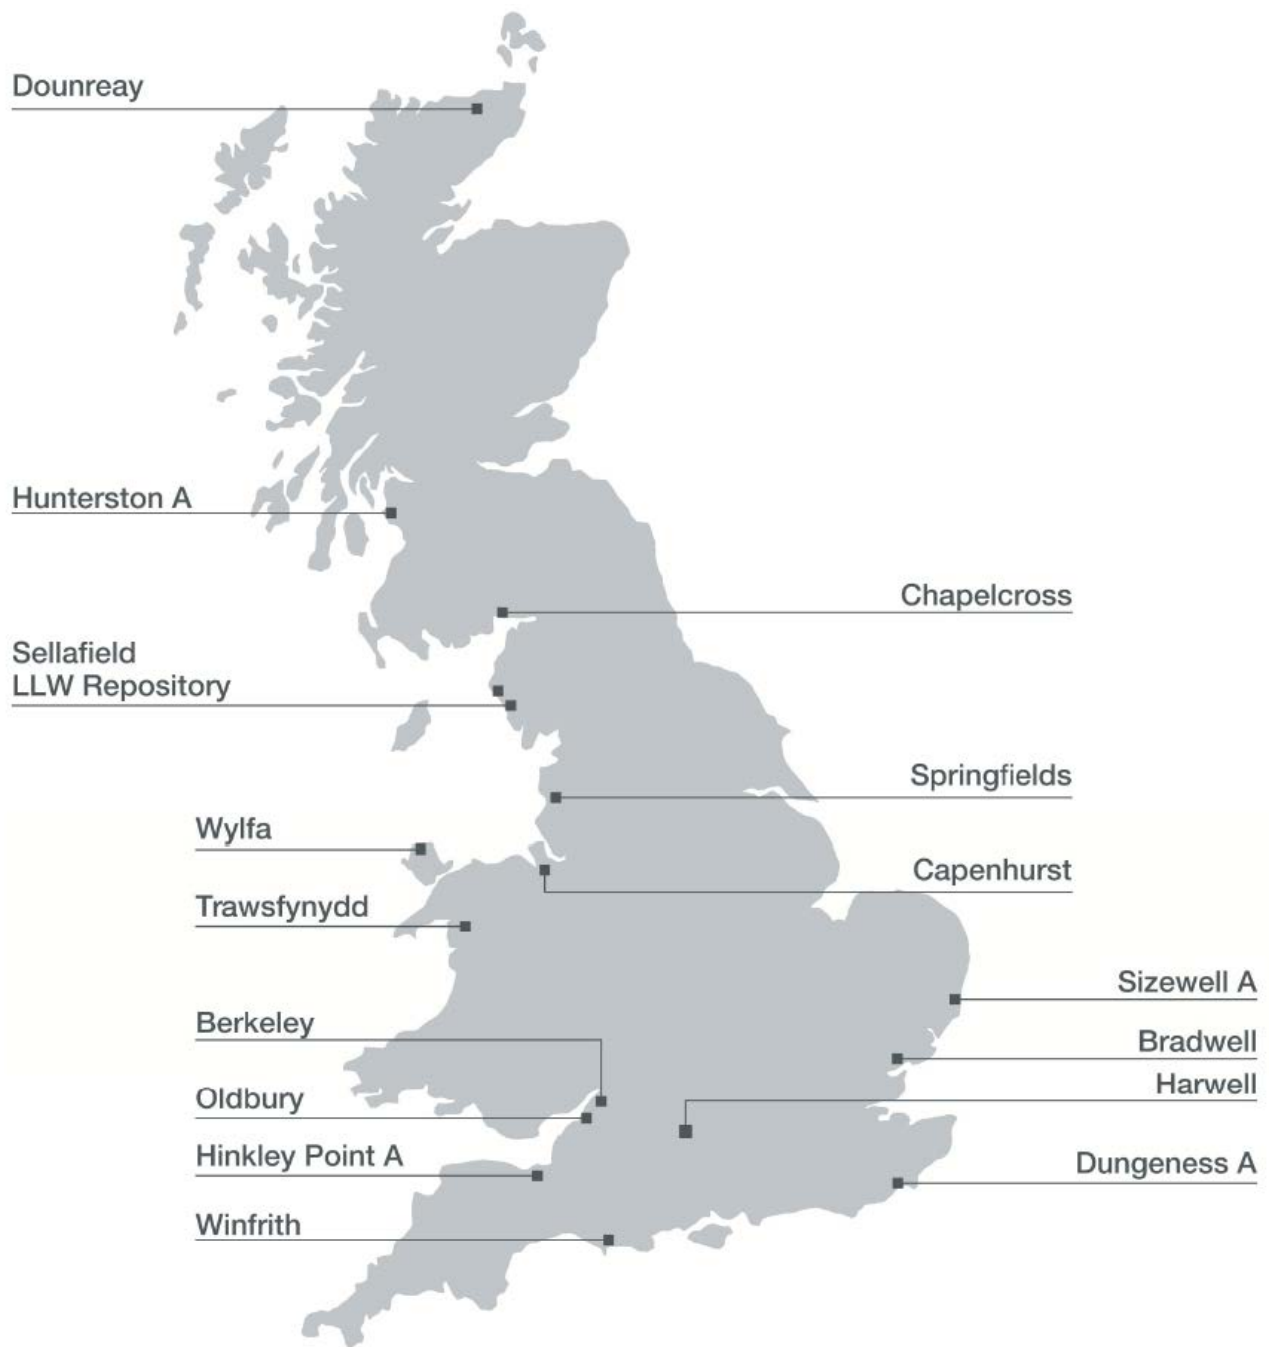 Dounreay
Hunterston A
Chapelcross
Sellafield
LLW Repository
Springfields
Wylfa
Capenhurst
Trawsfynydd
Sizewell A
Berkeley
Bradwell
Harwell
Oldbury
Hinkley Point A
Dungeness A
Winfrith